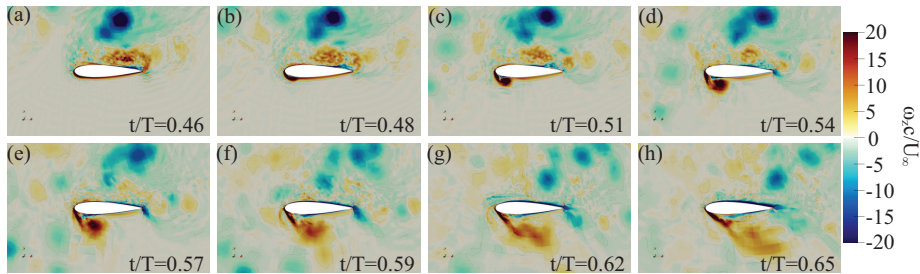 (a) (b) (c) (d)
t/T=0.46 t/T=0.48 t/T=0.51 t/T=0.54
(e) (f) (g) (h)
t/T=0.57 t/T=0.59 t/T=0.62 t/T=0.65
20
15
10
5
0
-5
-10
-15
-20
ω_z c/U_∞